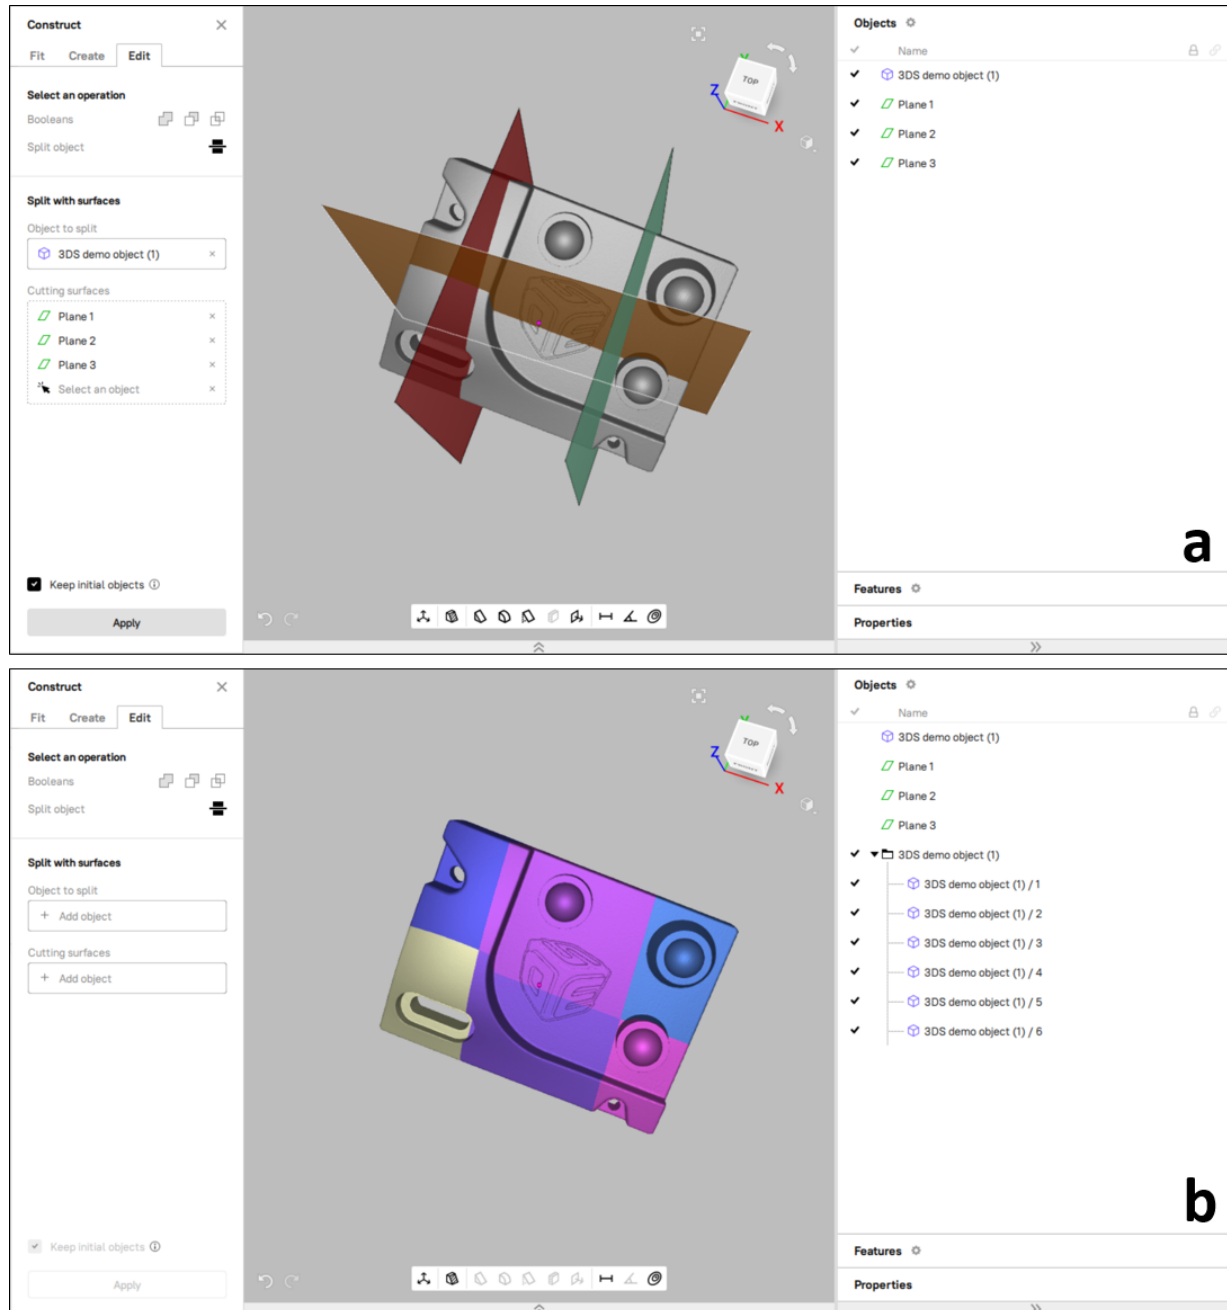 Construct
Fit Create Edit
Select an operation
Booleans
Split object
Split with surfaces
Object to split
3DS demo object (1)
Cutting surfaces
Plane 1
Plane 2
Plane 3
Select an object
Keep initial objects
Apply
TOP
Y
Z
X
Objects
Name
3DS demo object (1)
Plane 1
Plane 2
Plane 3
a
Features
Properties
Construct
Fit Create Edit
Select an operation
Booleans
Split object
Split with surfaces
Object to split
+ Add object
Cutting surfaces
+ Add object
Keep initial objects
Apply
TOP
Y
Z
X
Objects
Name
3DS demo object (1)
Plane 1
Plane 2
Plane 3
3DS demo object (1)
3DS demo object (1) / 1
3DS demo object (1) / 2
3DS demo object (1) / 3
3DS demo object (1) / 4
3DS demo object (1) / 5
3DS demo object (1) / 6
b
Features
Properties